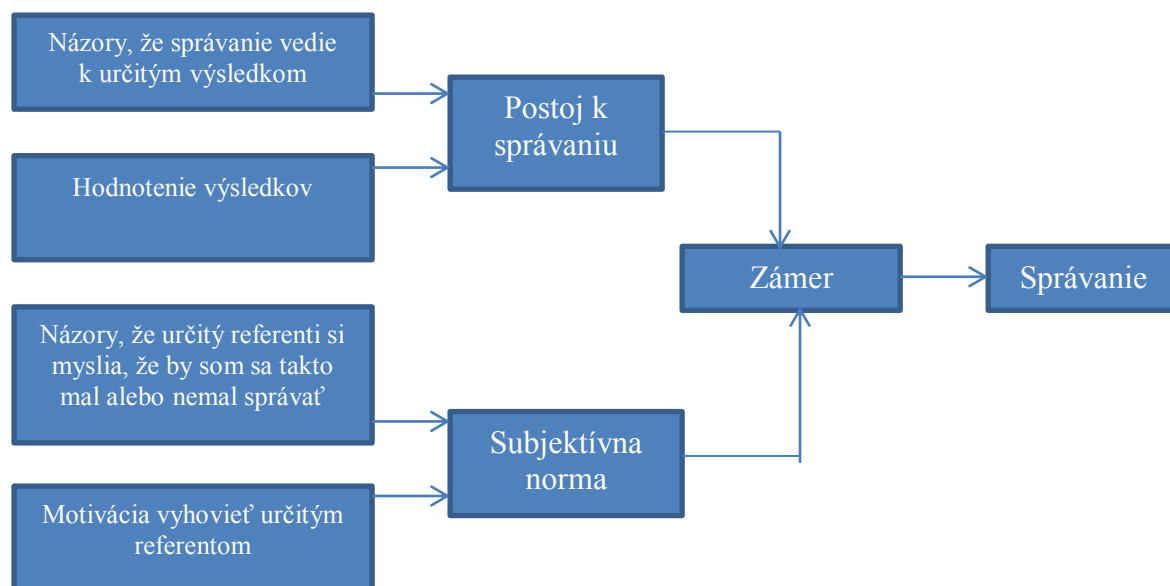 Názory, že správanie vedie
k určitým výsledkom
Hodnotenie výsledkov
Postoj k
správaniu
Názory, že určitý referenti si
myslia, že by som sa takto
mal alebo nemal správať
Motivácia vyhovieť určitým
referentom
Subjektívna
norma
Zámer
Správanie